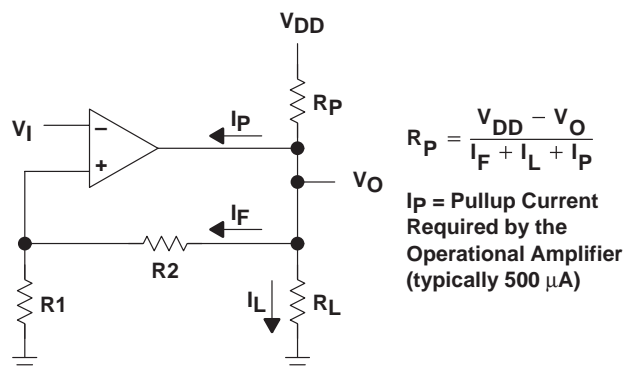 VDD
RP
IP
VI
−
+
VO
IF
R2
R1
IL
RL
RP = VDD − VO / IF + IL + IP
IP = Pullup Current
Required by the
Operational Amplifier
(typically 500 μA)